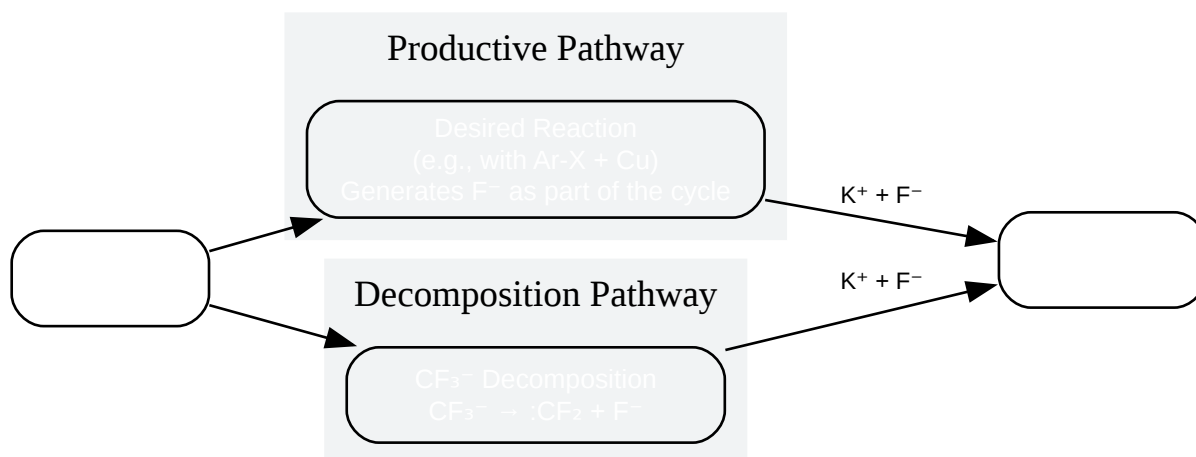 Productive Pathway
Desired Reaction
(e.g., with Ar-X + Cu)
Generates F⁻ as part of the cycle
K⁺ + F⁻
Decomposition Pathway
K⁺ + F⁻
CF₃⁻ Decomposition
CF₃⁻ → :CF₂ + F⁻